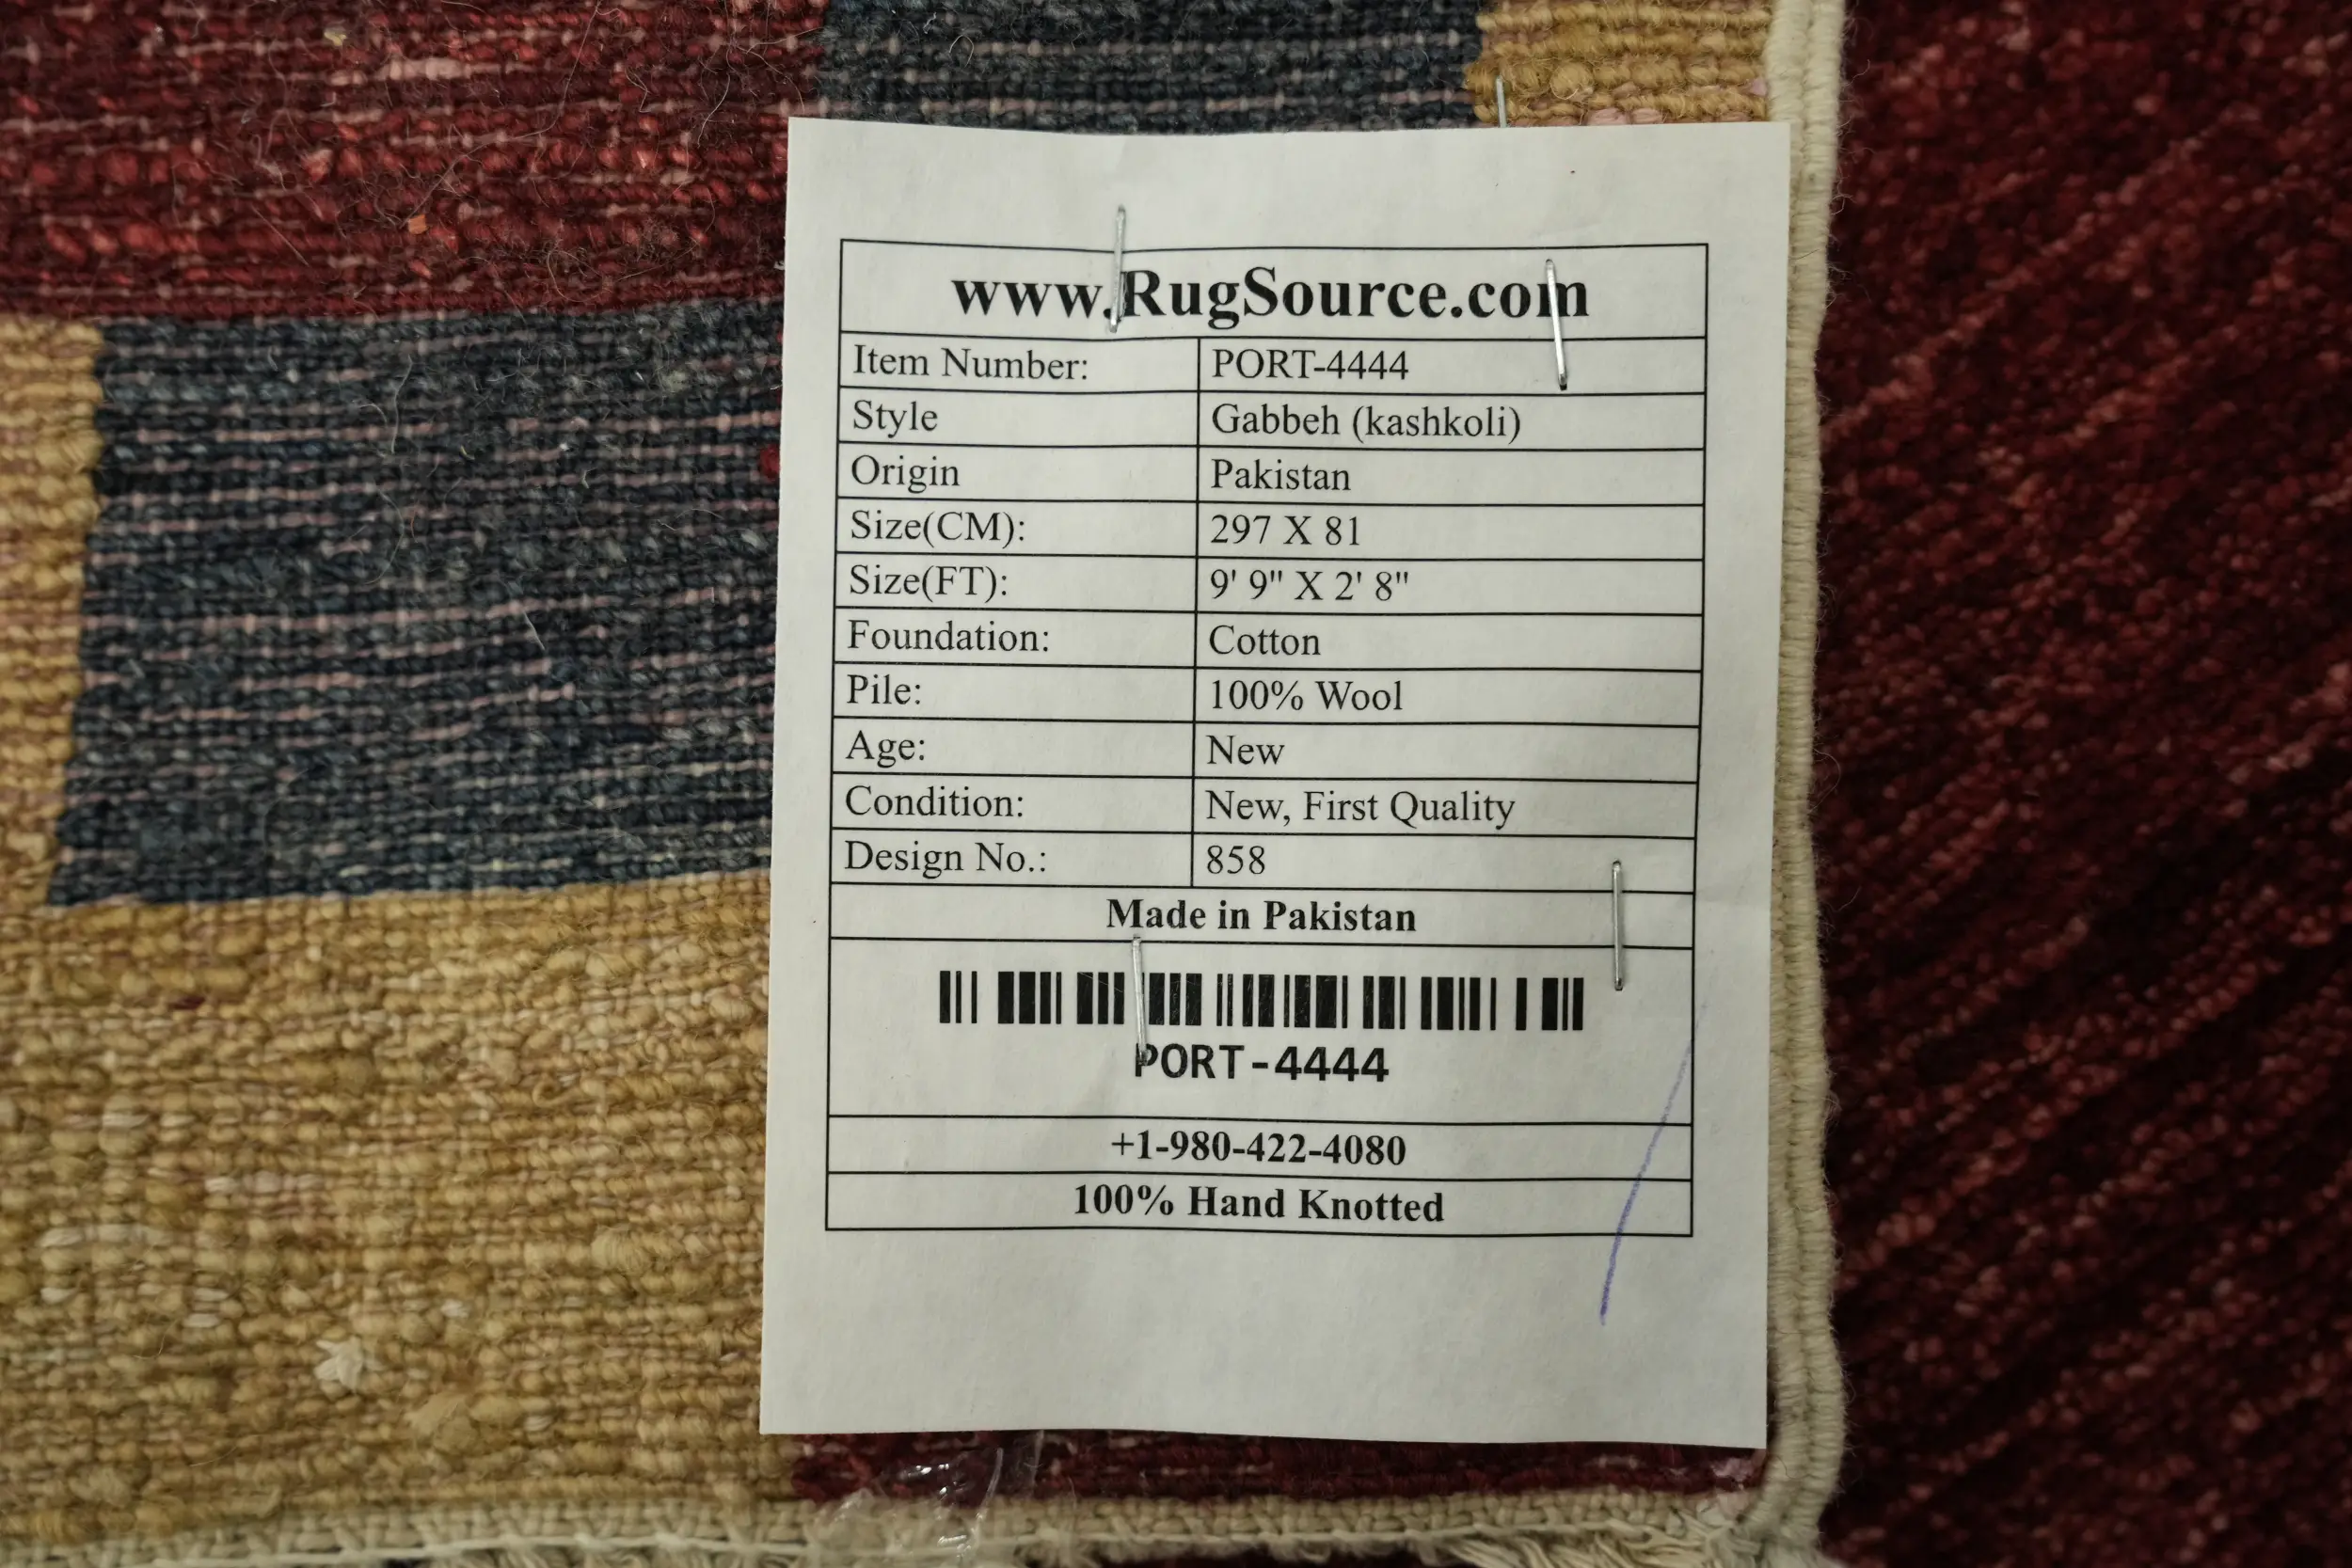 www.RugSource.com
Item Number: PORT-4444
Style Gabbeh (kashkoli)
Origin Pakistan
Size(CM): 297 X 81
Size(FT): 9' 9" X 2' 8"
Foundation: Cotton
Pile: 100% Wool
Age: New
Condition: New, First Quality
Design No.: 858
Made in Pakistan
PORT-4444
+1-980-422-4080
100% Hand Knotted